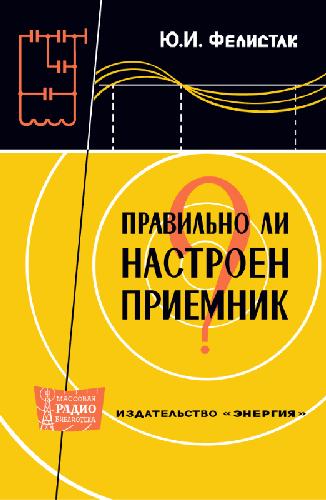 Ю.И. ФЕЛИСТАК
ПРАВИЛЬНО ЛИ
НАСТРОЕН
ПРИЕМНИК
?
МАССОВАЯ
РАДИО
БИБЛИОТЕКА
ИЗДАТЕЛЬСТВО «ЭНЕРГИЯ»